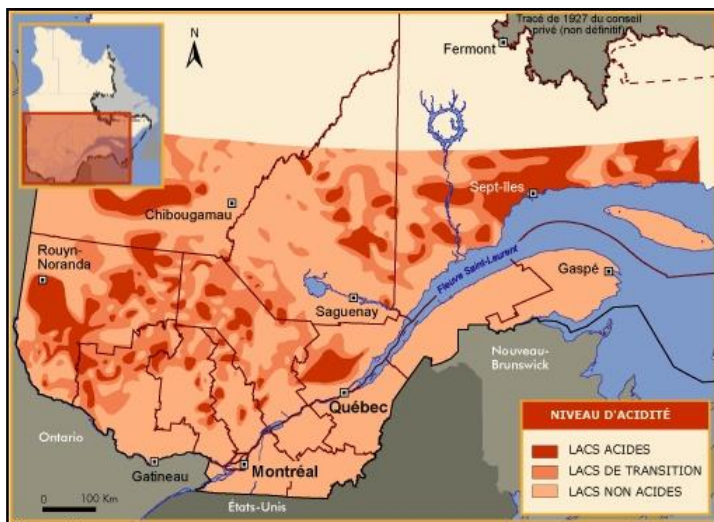 Tracé de 1927 du conseil
privé (non définitif)
N
Fermont
Sept-Iles
Chibougamau
Rouyn-
Noranda
Fleuve Saint-Laurent
Gaspé
Saguenay
Nouveau-
Brunswick
Québec
Ontario
Gatineau
Montréal
États-Unis
0 100 Km
NIVEAU D'ACIDITÉ
LACS ACIDES
LACS DE TRANSITION
LACS NON ACIDES